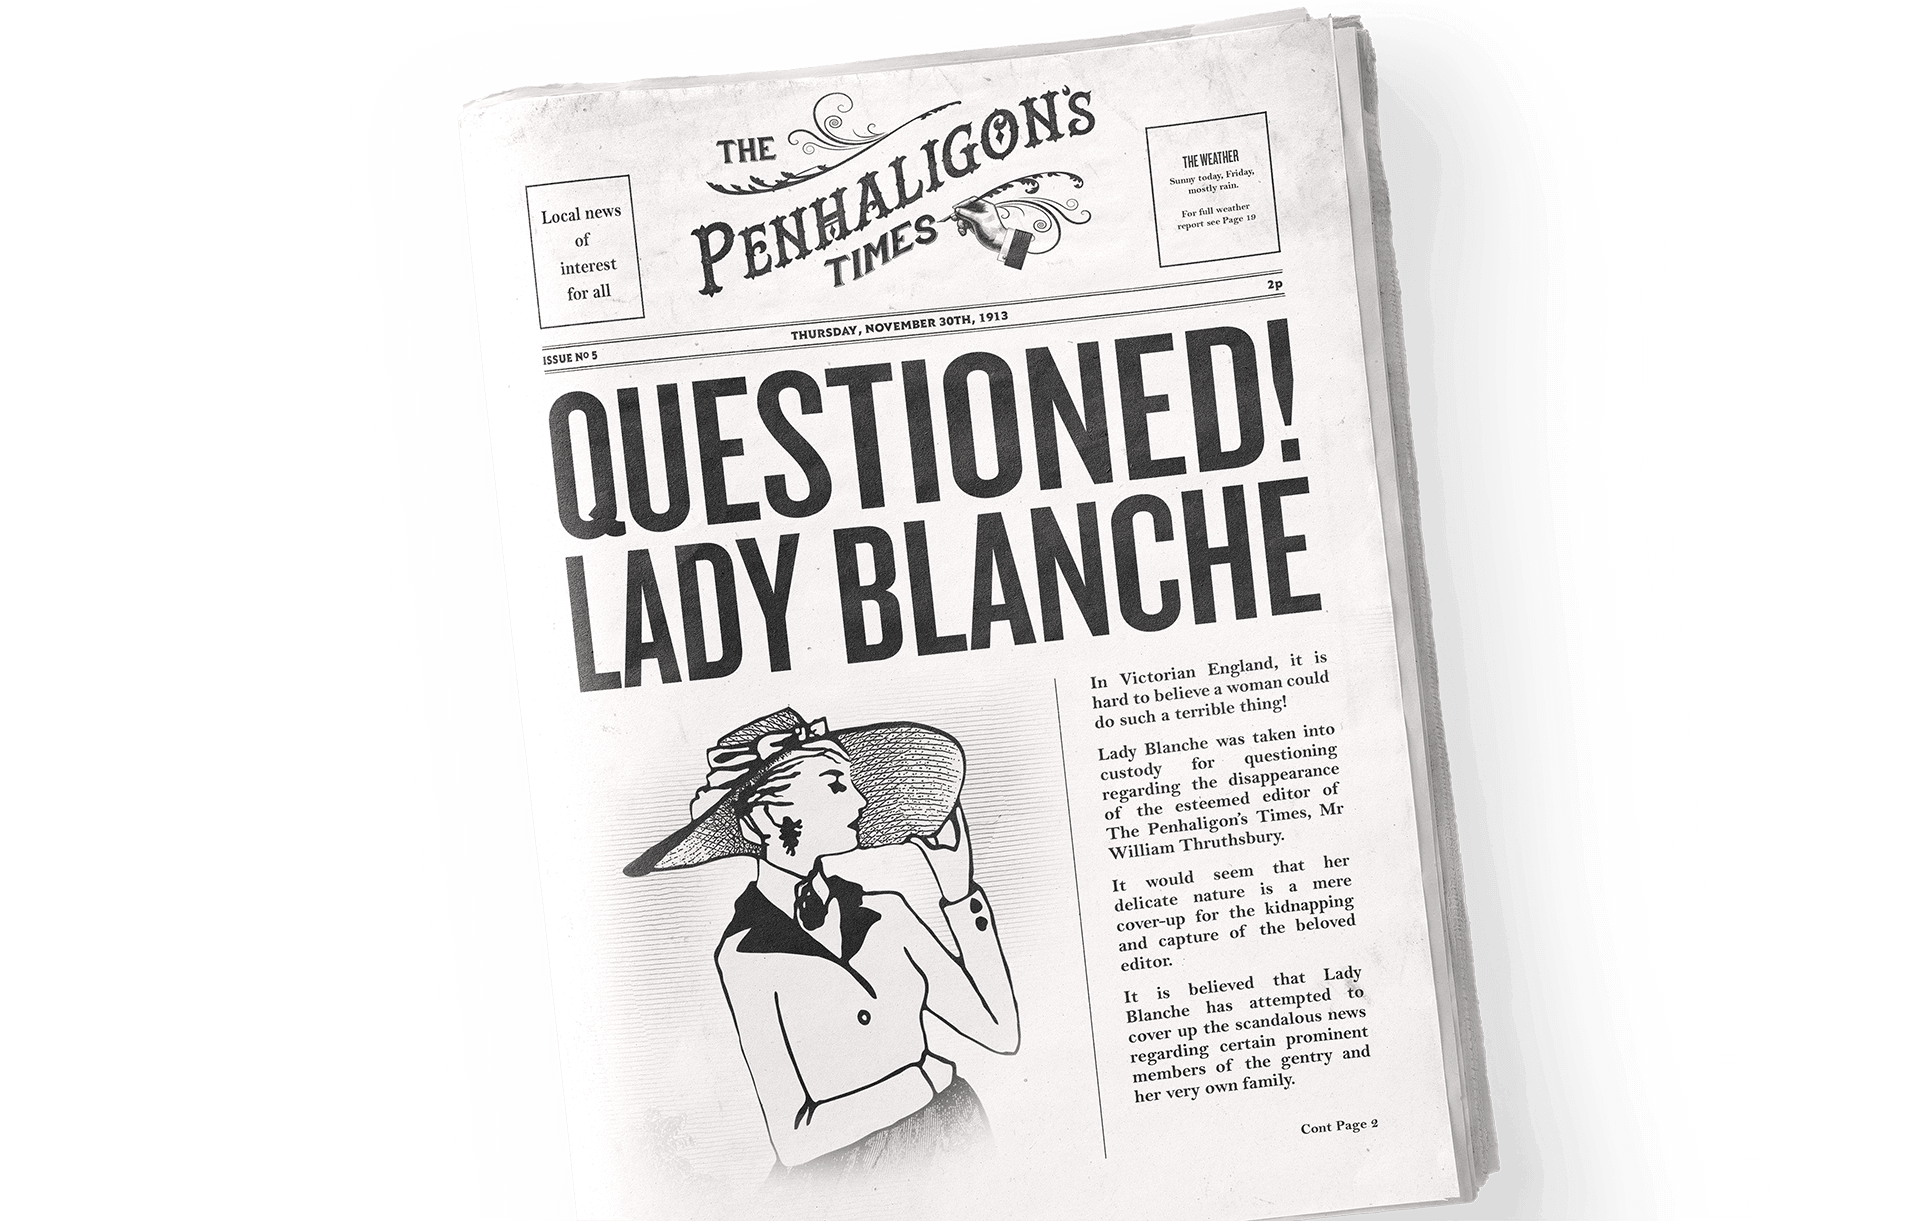 THE
PENHALIGON'S
TIMES
Local news
of
interest
for all
THE WEATHER
Sunny today, Friday,
mostly rain.
For full weather
report see Page 19
ISSUE Nº 5
THURSDAY, NOVEMBER 30TH, 1913
2p
QUESTIONED!
LADY BLANCHE
In Victorian England, it is
hard to believe a woman could
do such a terrible thing!
Lady Blanche was taken into
custody for questioning
regarding the disappearance
of the esteemed editor of
The Penhaligon's Times, Mr
William Thruthsbury.
It would seem that her
delicate nature is a mere
cover-up for the kidnapping
and capture of the beloved
editor.
It is believed that Lady
Blanche has attempted to
cover up the scandalous news
regarding certain prominent
members of the gentry and
her very own family.
Cont Page 2